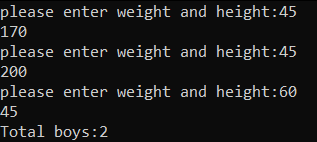 please enter weight and height:45
170
please enter weight and height:45
200
please enter weight and height:60
45
Total boys:2